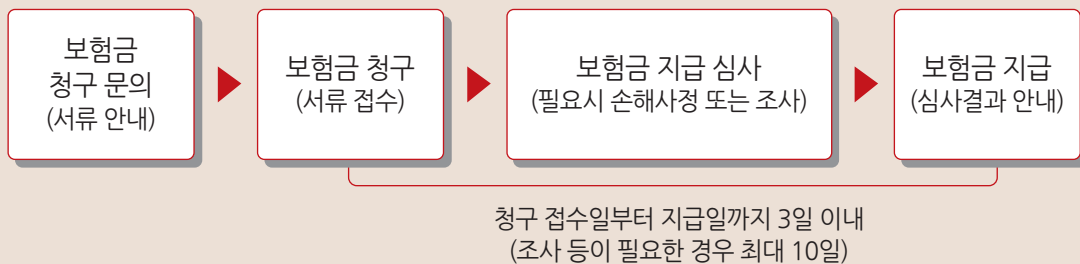 보험금
청구 문의
(서류 안내)
보험금 청구
(서류 접수)
보험금 지급 심사
(필요시 손해사정 또는 조사)
보험금 지급
(심사결과 안내)
청구 접수일부터 지급일까지 3일 이내
(조사 등이 필요한 경우 최대 10일)